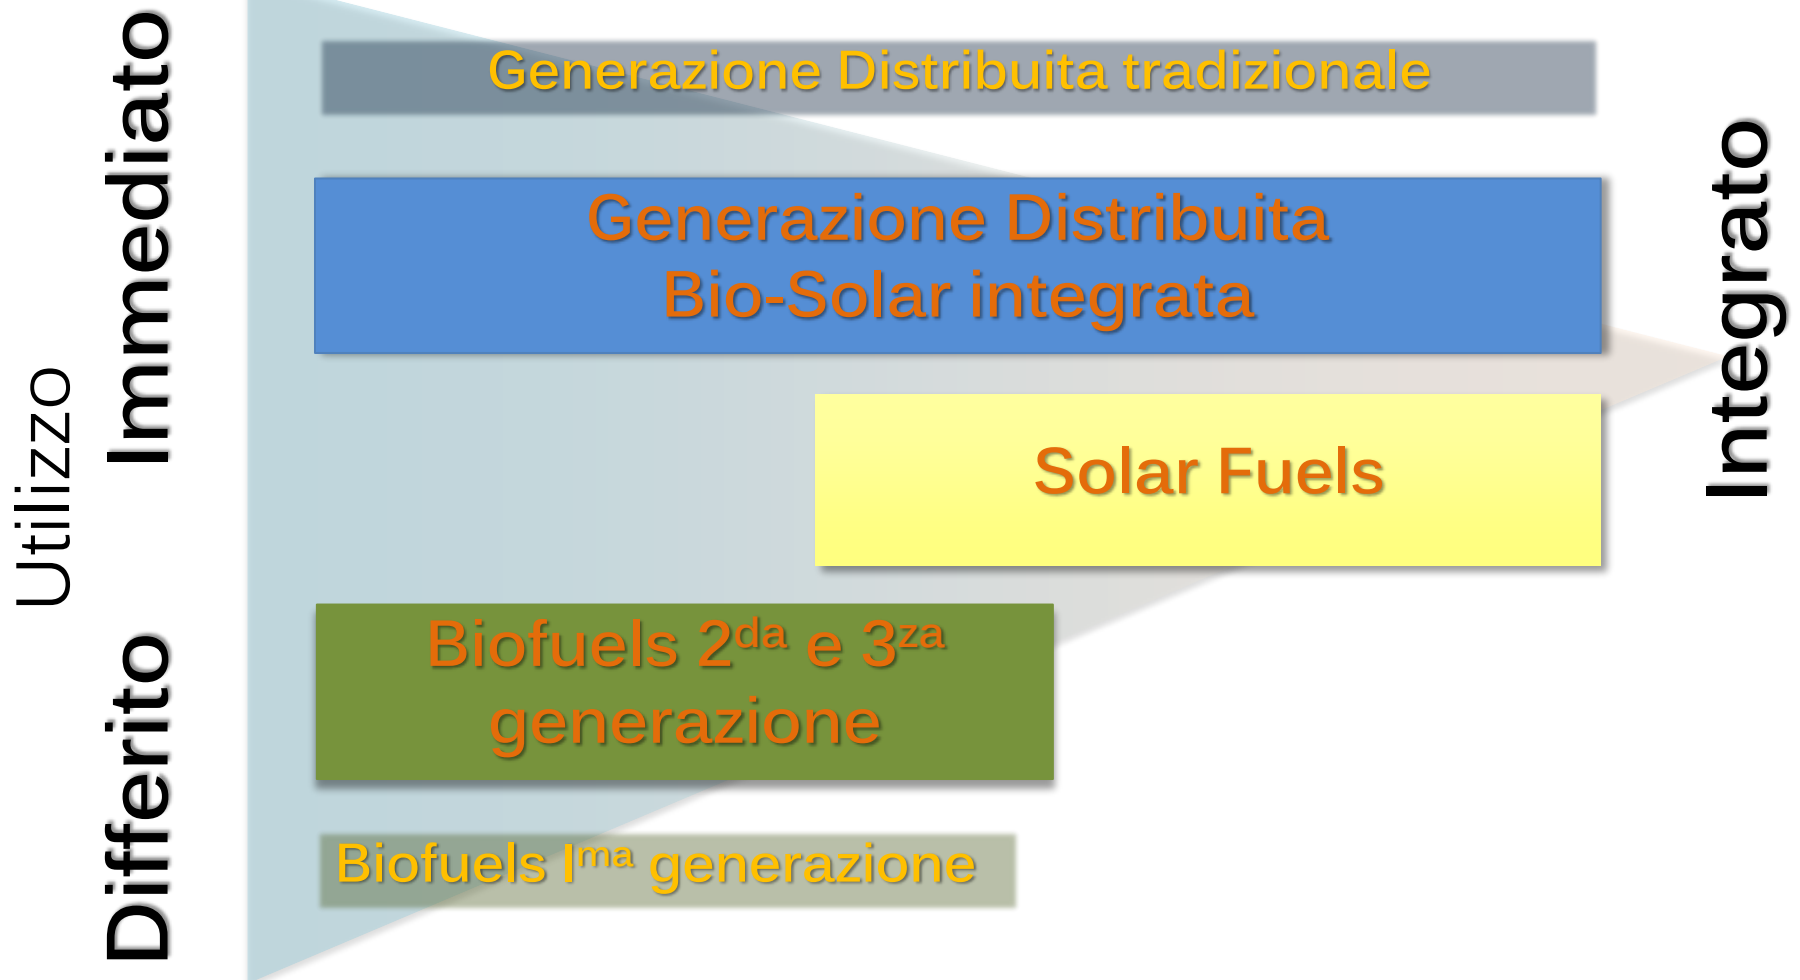 Utilizzo
Immediato
Differito
Generazione Distribuita tradizionale
Generazione Distribuita
Bio-Solar integrata
Solar Fuels
Biofuels 2da e 3za
generazione
Biofuels Ima generazione
Integrato